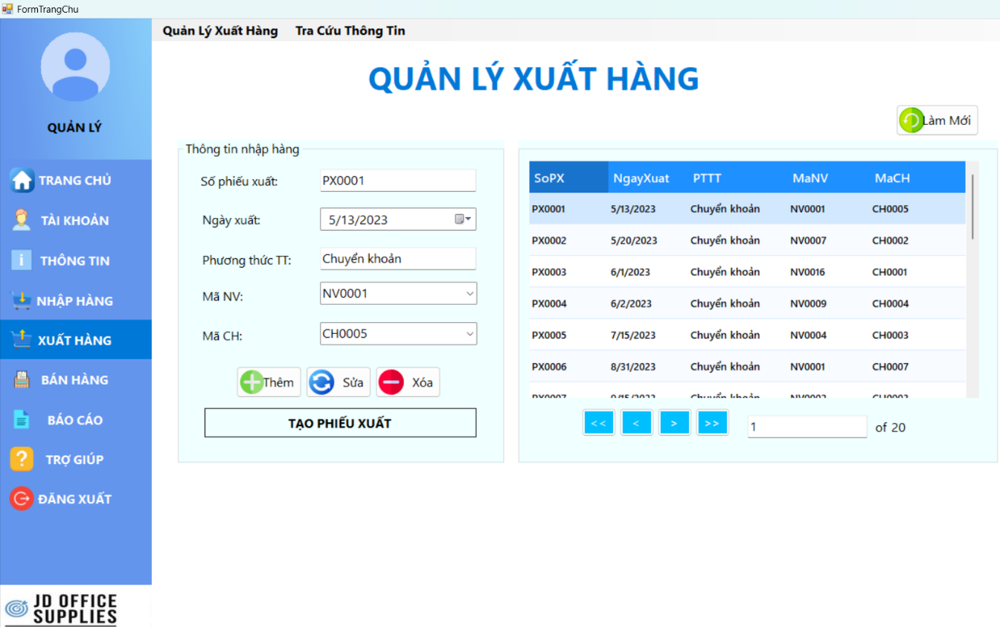 FormTrangChu
Quản Lý Xuất Hàng Tra Cứu Thông Tin
QUẢN LÝ XUẤT HÀNG
Làm Mới
QUẢN LÝ
TRANG CHỦ
TÀI KHOẢN
THÔNG TIN
NHẬP HÀNG
XUẤT HÀNG
BÁN HÀNG
BÁO CÁO
TRỢ GIÚP
ĐĂNG XUẤT
JD OFFICE
SUPPLIES
Thông tin nhập hàng
Số phiếu xuất: PX0001
Ngày xuất: 5/13/2023
Phương thức TT: Chuyển khoản
Mã NV: NV0001
Mã CH: CH0005
Thêm Sửa Xóa
TẠO PHIẾU XUẤT
SoPX NgayXuat PTTT MaNV MaCH
PX0001 5/13/2023 Chuyển khoản NV0001 CH0005
PX0002 5/20/2023 Chuyển khoản NV0007 CH0002
PX0003 6/1/2023 Chuyển khoản NV0016 CH0001
PX0004 6/2/2023 Chuyển khoản NV0009 CH0004
PX0005 7/15/2023 Chuyển khoản NV0004 CH0003
PX0006 8/31/2023 Chuyển khoản NV0001 CH0007
<< < > >> 1 of 20